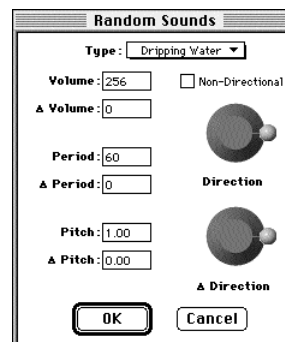 Random Sounds
Type: Dripping Water
Volume: 256
Non-Directional
Δ Volume: 0
Period: 60
Δ Period: 0
Direction
Pitch: 1.00
Δ Pitch: 0.00
Δ Direction
OK
Cancel